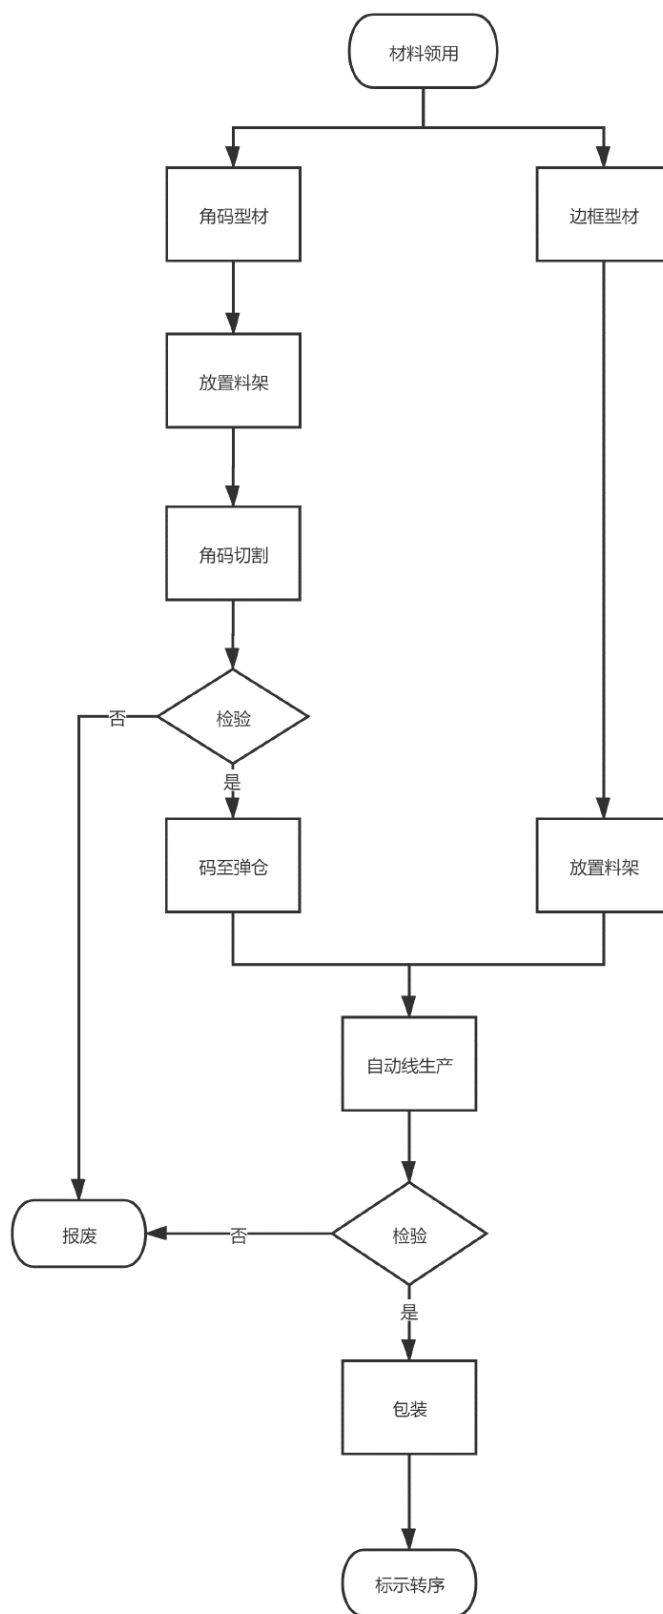 材料领用
角码型材
边框型材
放置料架
角码切割
检验
否
是
码至弹仓
放置料架
自动线生产
检验
否
报废
是
包装
标示转序